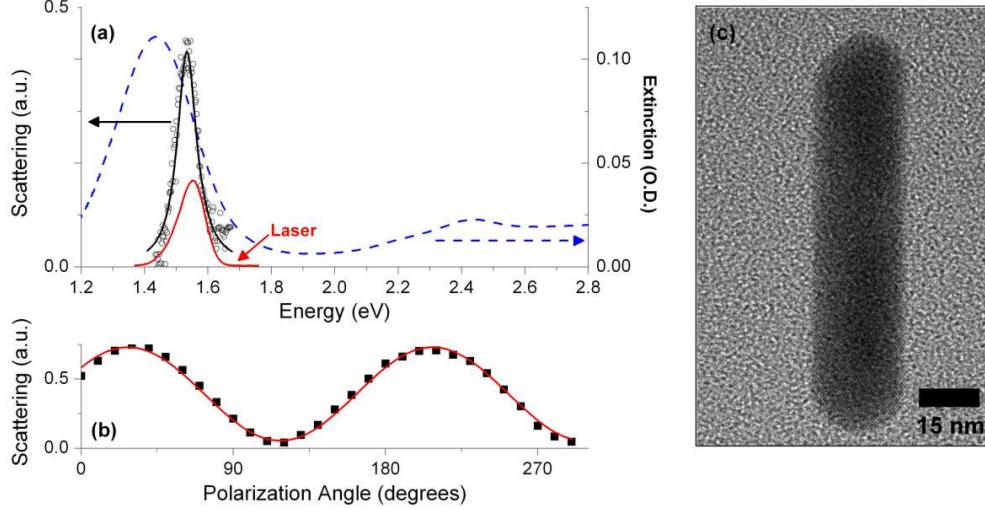 (a)
0.5
0.0
Scattering (a.u.)
0.10
0.05
0.00
Extinction (O.D.)
Laser
1.2 1.4 1.6 1.8 2.0 2.2 2.4 2.6 2.8
Energy (eV)
(b)
0.5
0.0
Scattering (a.u.)
0 90 180 270
Polarization Angle (degrees)
(c)
15 nm